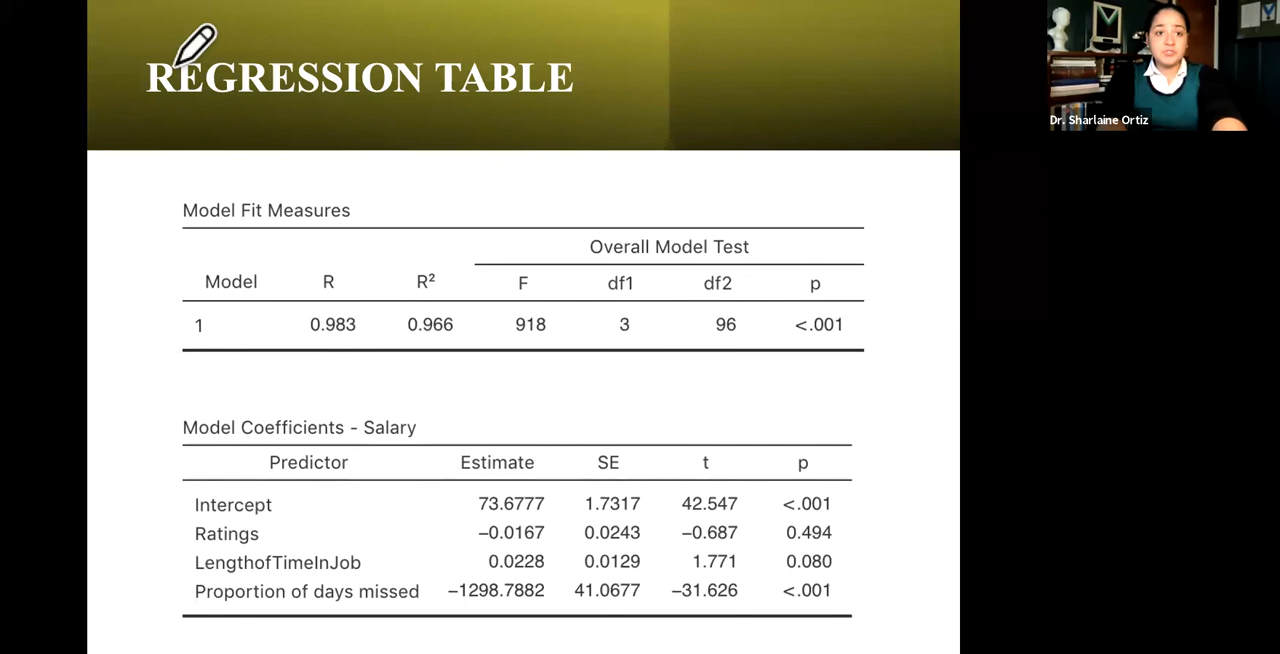 REGRESSION TABLE
Dr. Sharlaine Ortiz
Model Fit Measures
Overall Model Test
Model R R² F df1 df2 p
1 0.983 0.966 918 3 96 <.001
Model Coefficients - Salary
Predictor Estimate SE t p
Intercept 73.6777 1.7317 42.547 <.001
Ratings −0.0167 0.0243 −0.687 0.494
LengthofTimeInJob 0.0228 0.0129 1.771 0.080
Proportion of days missed −1298.7882 41.0677 −31.626 <.001